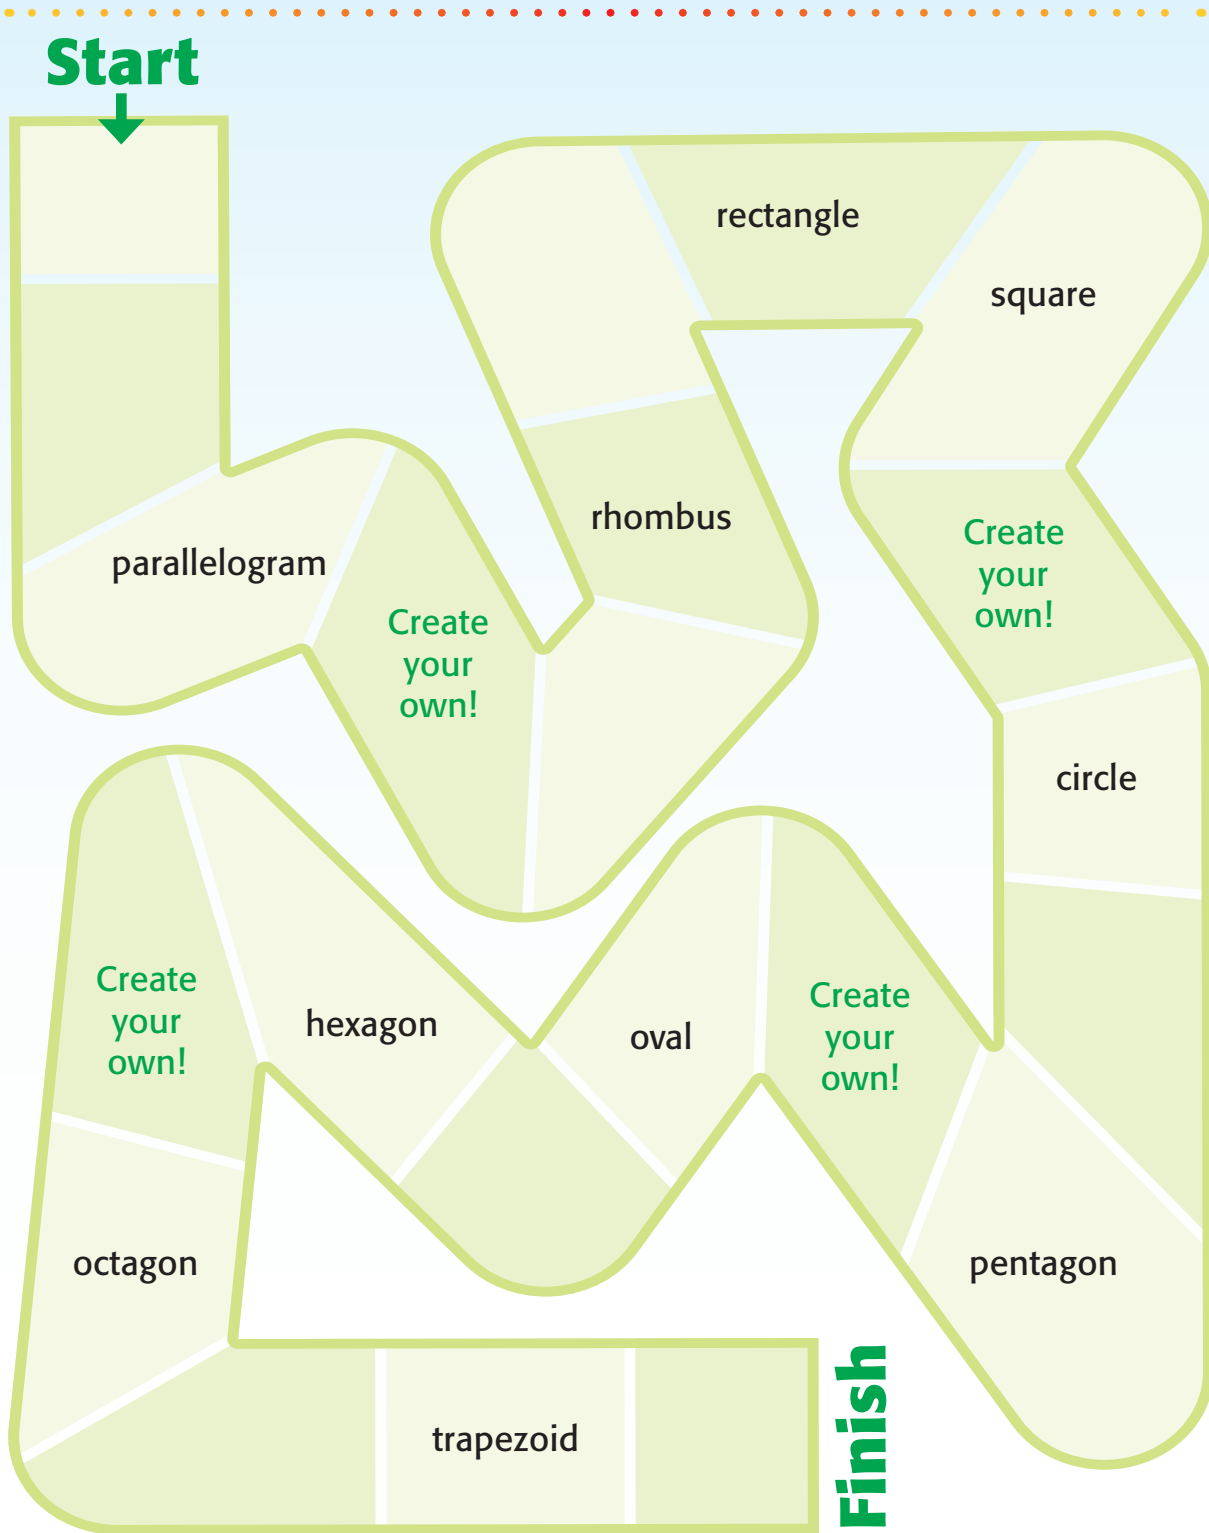 Start
parallelogram
Create
your
own!
rhombus
rectangle
square
Create
your
own!
circle
pentagon
Create
your
own!
oval
hexagon
Create
your
own!
octagon
trapezoid
Finish